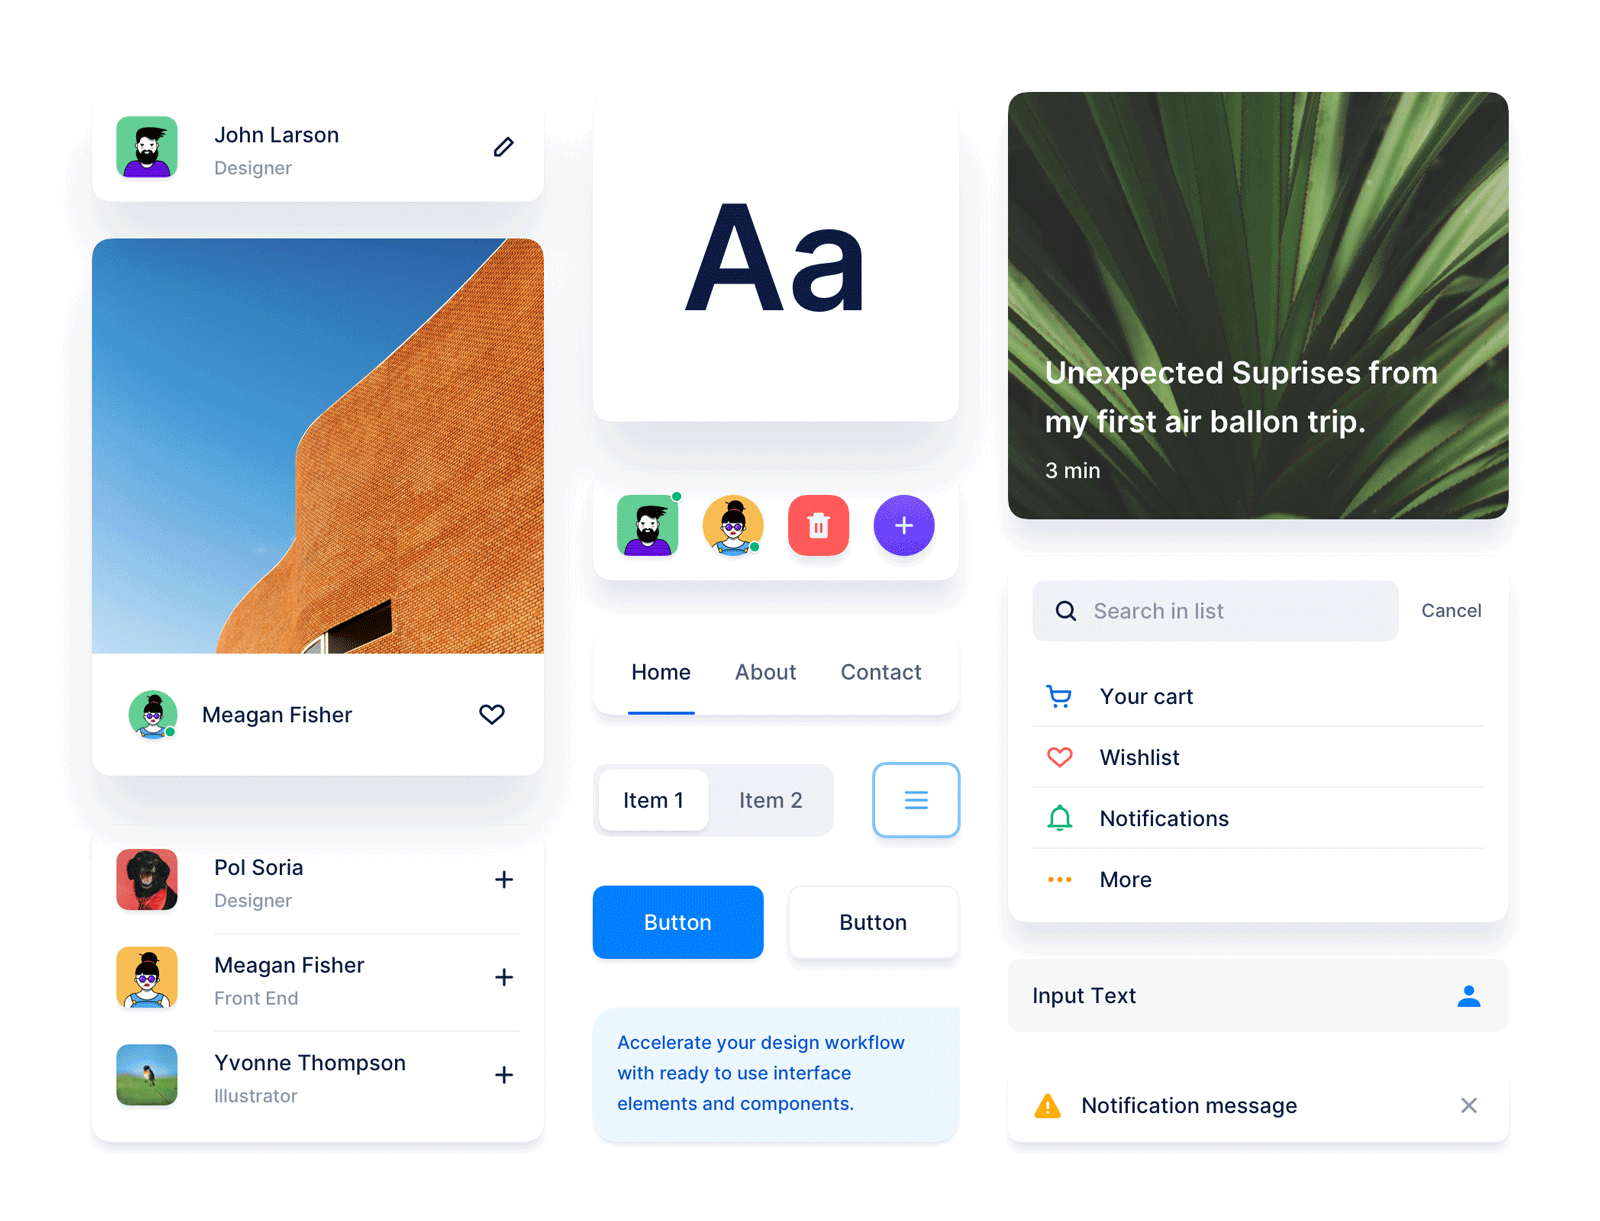 John Larson
Designer
Meagan Fisher
Pol Soria
Designer
Meagan Fisher
Front End
Yvonne Thompson
Illustrator
Aa
Home About Contact
Item 1 Item 2
Button Button
Accelerate your design workflow
with ready to use interface
elements and components.
Unexpected Suprises from
my first air ballon trip.
3 min
Search in list Cancel
Your cart
Wishlist
Notifications
More
Input Text
Notification message